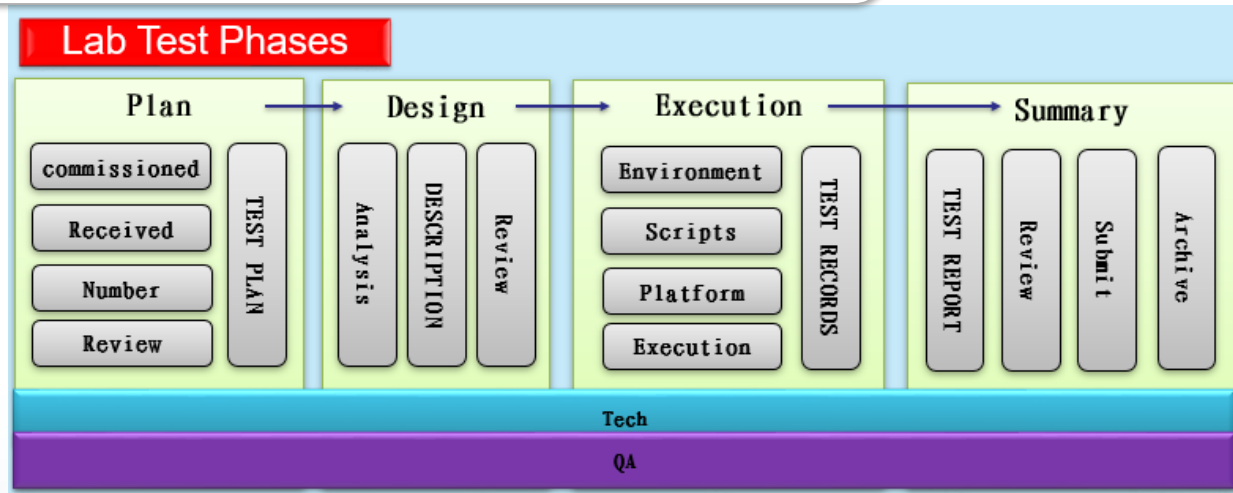 Lab Test Phases
Plan
Design
Execution
Summary
commissioned
Received
Number
Review
TEST PLAN
Analysis
DESCRIPTION
Review
Environment
Scripts
Platform
Execution
TEST RECORDS
TEST REPORT
Review
Submit
Archive
Tech
QA